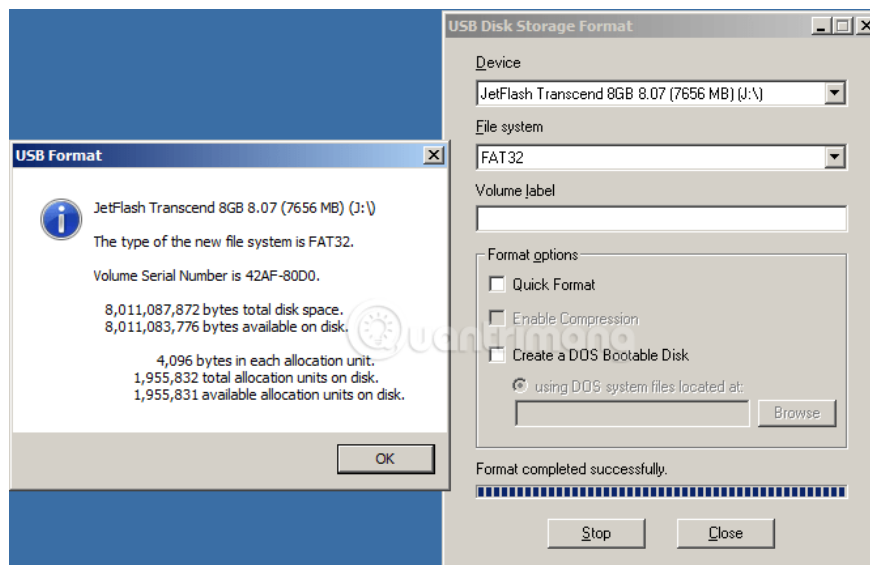 USB Disk Storage Format
Device
JetFlash Transcend 8GB 8.07 (7656 MB) (J:\)
File system
FAT32
Volume label
Format options
Quick Format
Enable Compression
Create a DOS Bootable Disk
using DOS system files located at:
Browse
Format completed successfully.
Stop
Close
USB Format
JetFlash Transcend 8GB 8.07 (7656 MB) (J:\)
The type of the new file system is FAT32.
Volume Serial Number is 42AF-80D0.
8,011,087,872 bytes total disk space.
8,011,083,776 bytes available on disk.
4,096 bytes in each allocation unit.
1,955,832 total allocation units on disk.
1,955,831 available allocation units on disk.
OK
Quantrimang